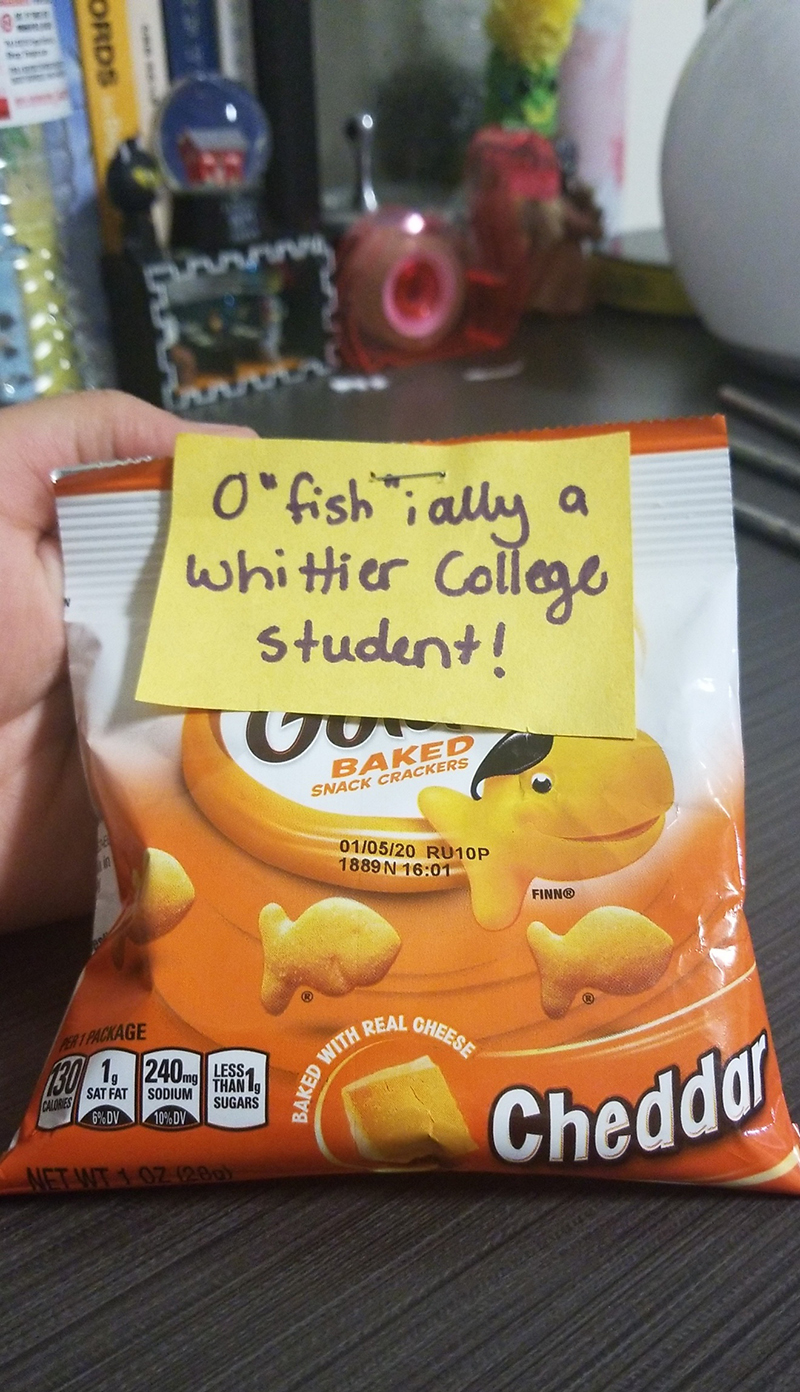 ORDS
O"fish"ially a
Whittier College
student!
BAKED
SNACK CRACKERS
01/05/20 RU10P
1889N 16:01
FINN®
®
®
PER 1 PACKAGE
130
CALORIES
1g
SAT FAT
6% DV
240mg
SODIUM
10% DV
LESS
THAN 1g
SUGARS
BAKED WITH REAL CHEESE
Cheddar
NET WT 1 OZ (28g)